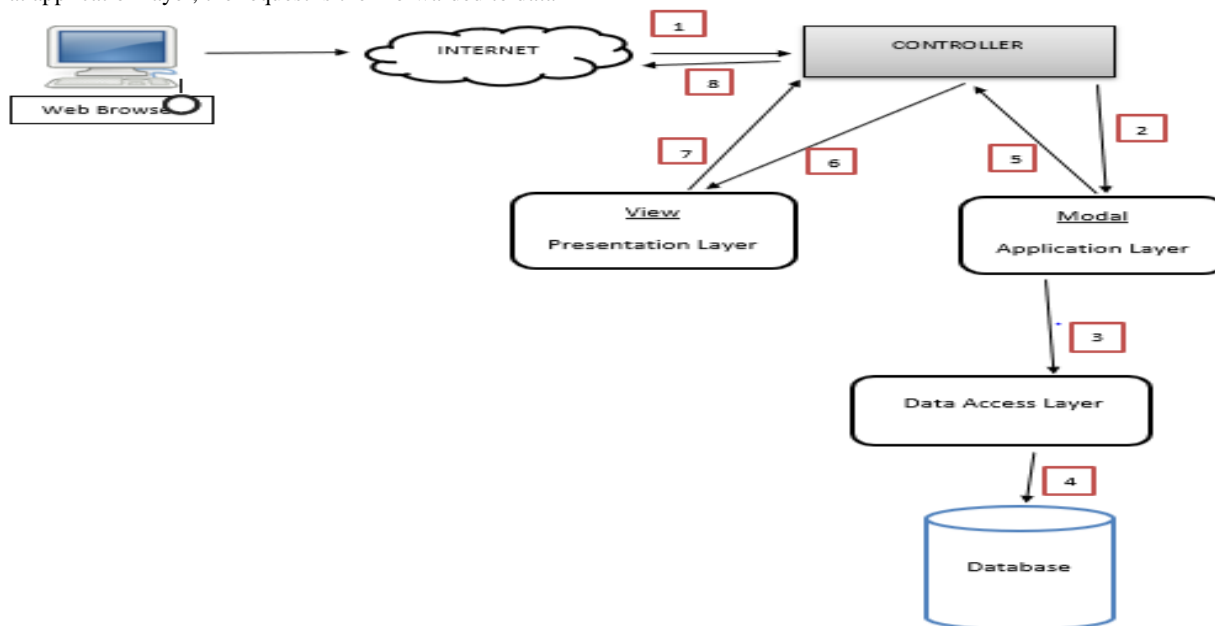 1
INTERNET
CONTROLLER
8
Web Browse
2
7
6
5
View
Presentation Layer
Modal
Application Layer
3
Data Access Layer
4
Database